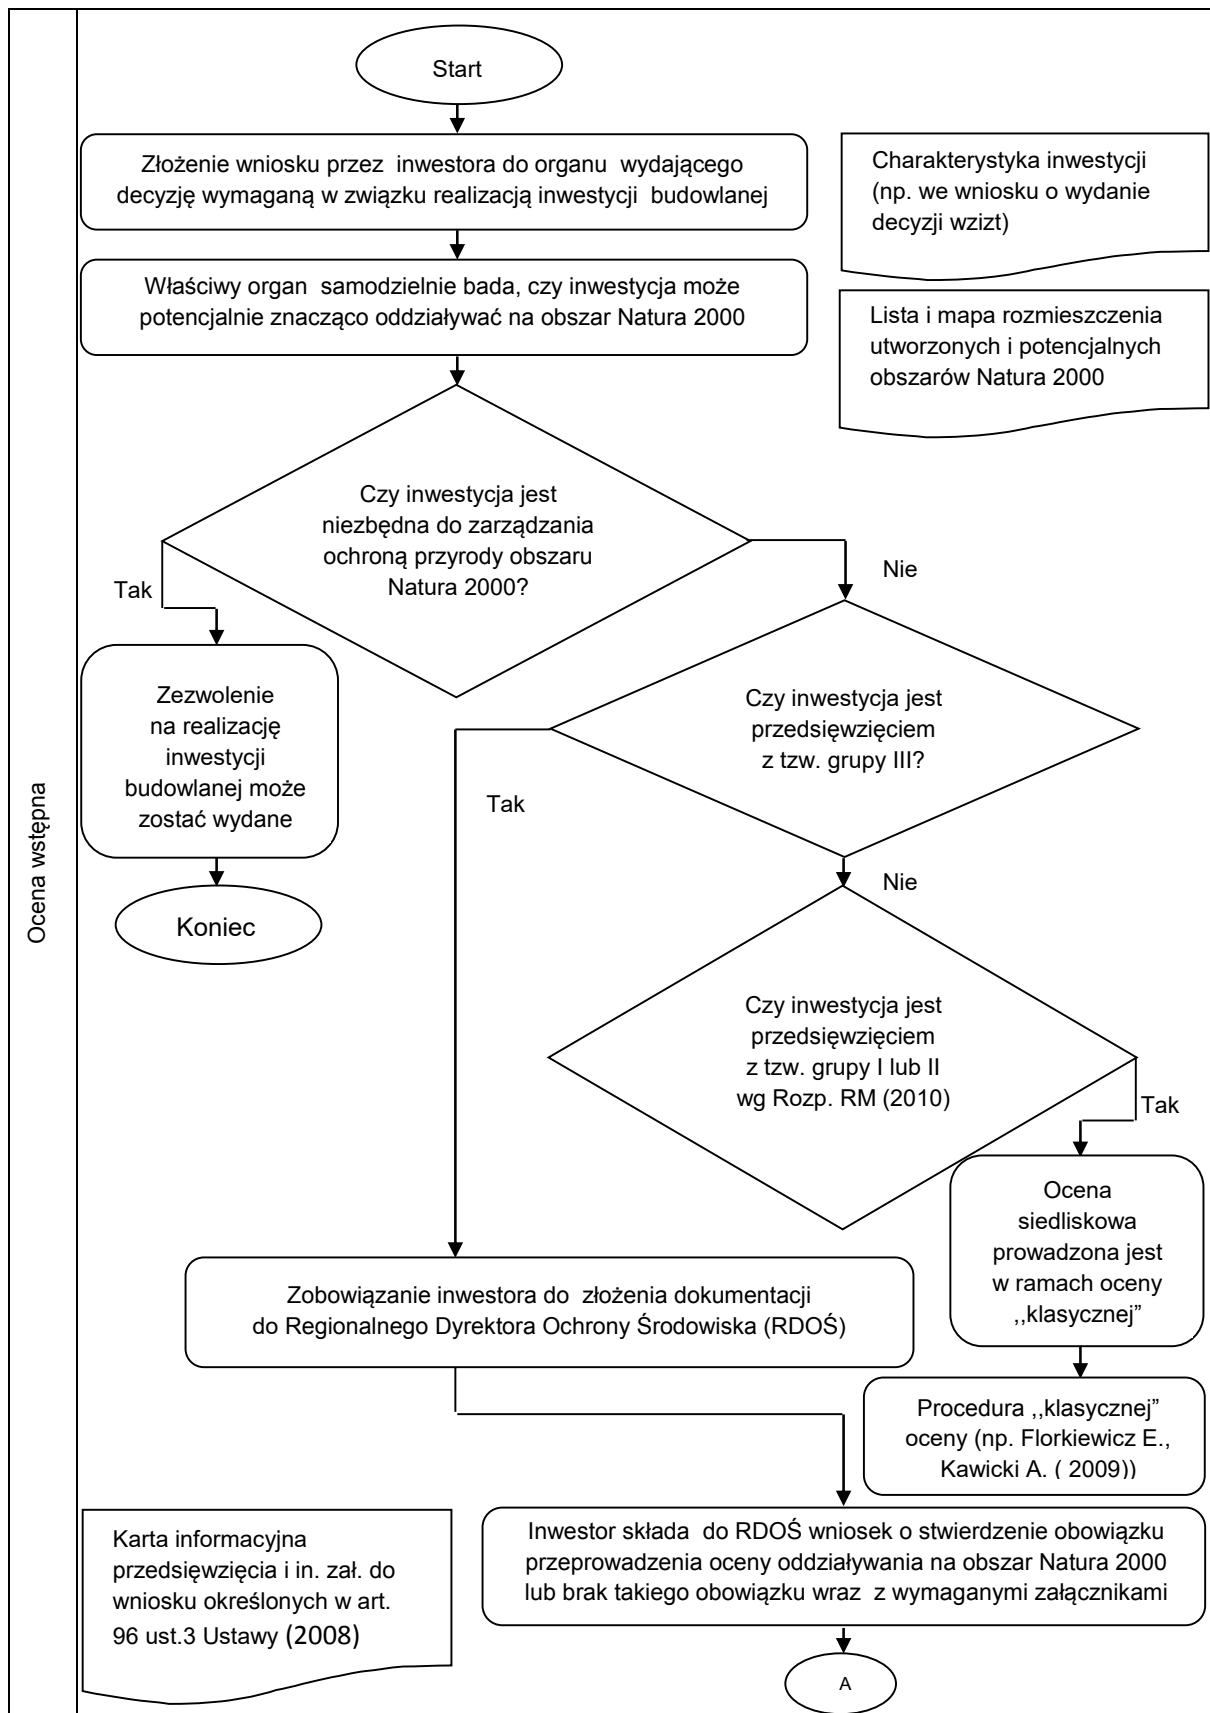 Ocena wstępna
Start
Złożenie wniosku przez inwestora do organu wydającego
decyzję wymaganą w związku realizacją inwestycji budowlanej
Charakterystyka inwestycji
(np. we wniosku o wydanie
decyzji wzizt)
Właściwy organ samodzielnie bada, czy inwestycja może
potencjalnie znacząco oddziaływać na obszar Natura 2000
Lista i mapa rozmieszczenia
utworzonych i potencjalnych
obszarów Natura 2000
Czy inwestycja jest
niezbędna do zarządzania
ochroną przyrody obszaru
Natura 2000?
Tak
Nie
Zezwolenie
na realizację
inwestycji
budowlanej może
zostać wydane
Koniec
Czy inwestycja jest
przedsięwzięciem
z tzw. grupy III?
Tak
Nie
Czy inwestycja jest
przedsięwzięciem
z tzw. grupy I lub II
wg Rozp. RM (2010)
Tak
Ocena
siedliskowa
prowadzona jest
w ramach oceny
,,klasycznej”
Zobowiązanie inwestora do złożenia dokumentacji
do Regionalnego Dyrektora Ochrony Środowiska (RDOŚ)
Procedura ,,klasycznej”
oceny (np. Florkiewicz E.,
Kawicki A. ( 2009))
Karta informacyjna
przedsięwzięcia i in. zał. do
wniosku określonych w art.
96 ust.3 Ustawy (2008)
Inwestor składa do RDOŚ wniosek o stwierdzenie obowiązku
przeprowadzenia oceny oddziaływania na obszar Natura 2000
lub brak takiego obowiązku wraz z wymaganymi załącznikami
A